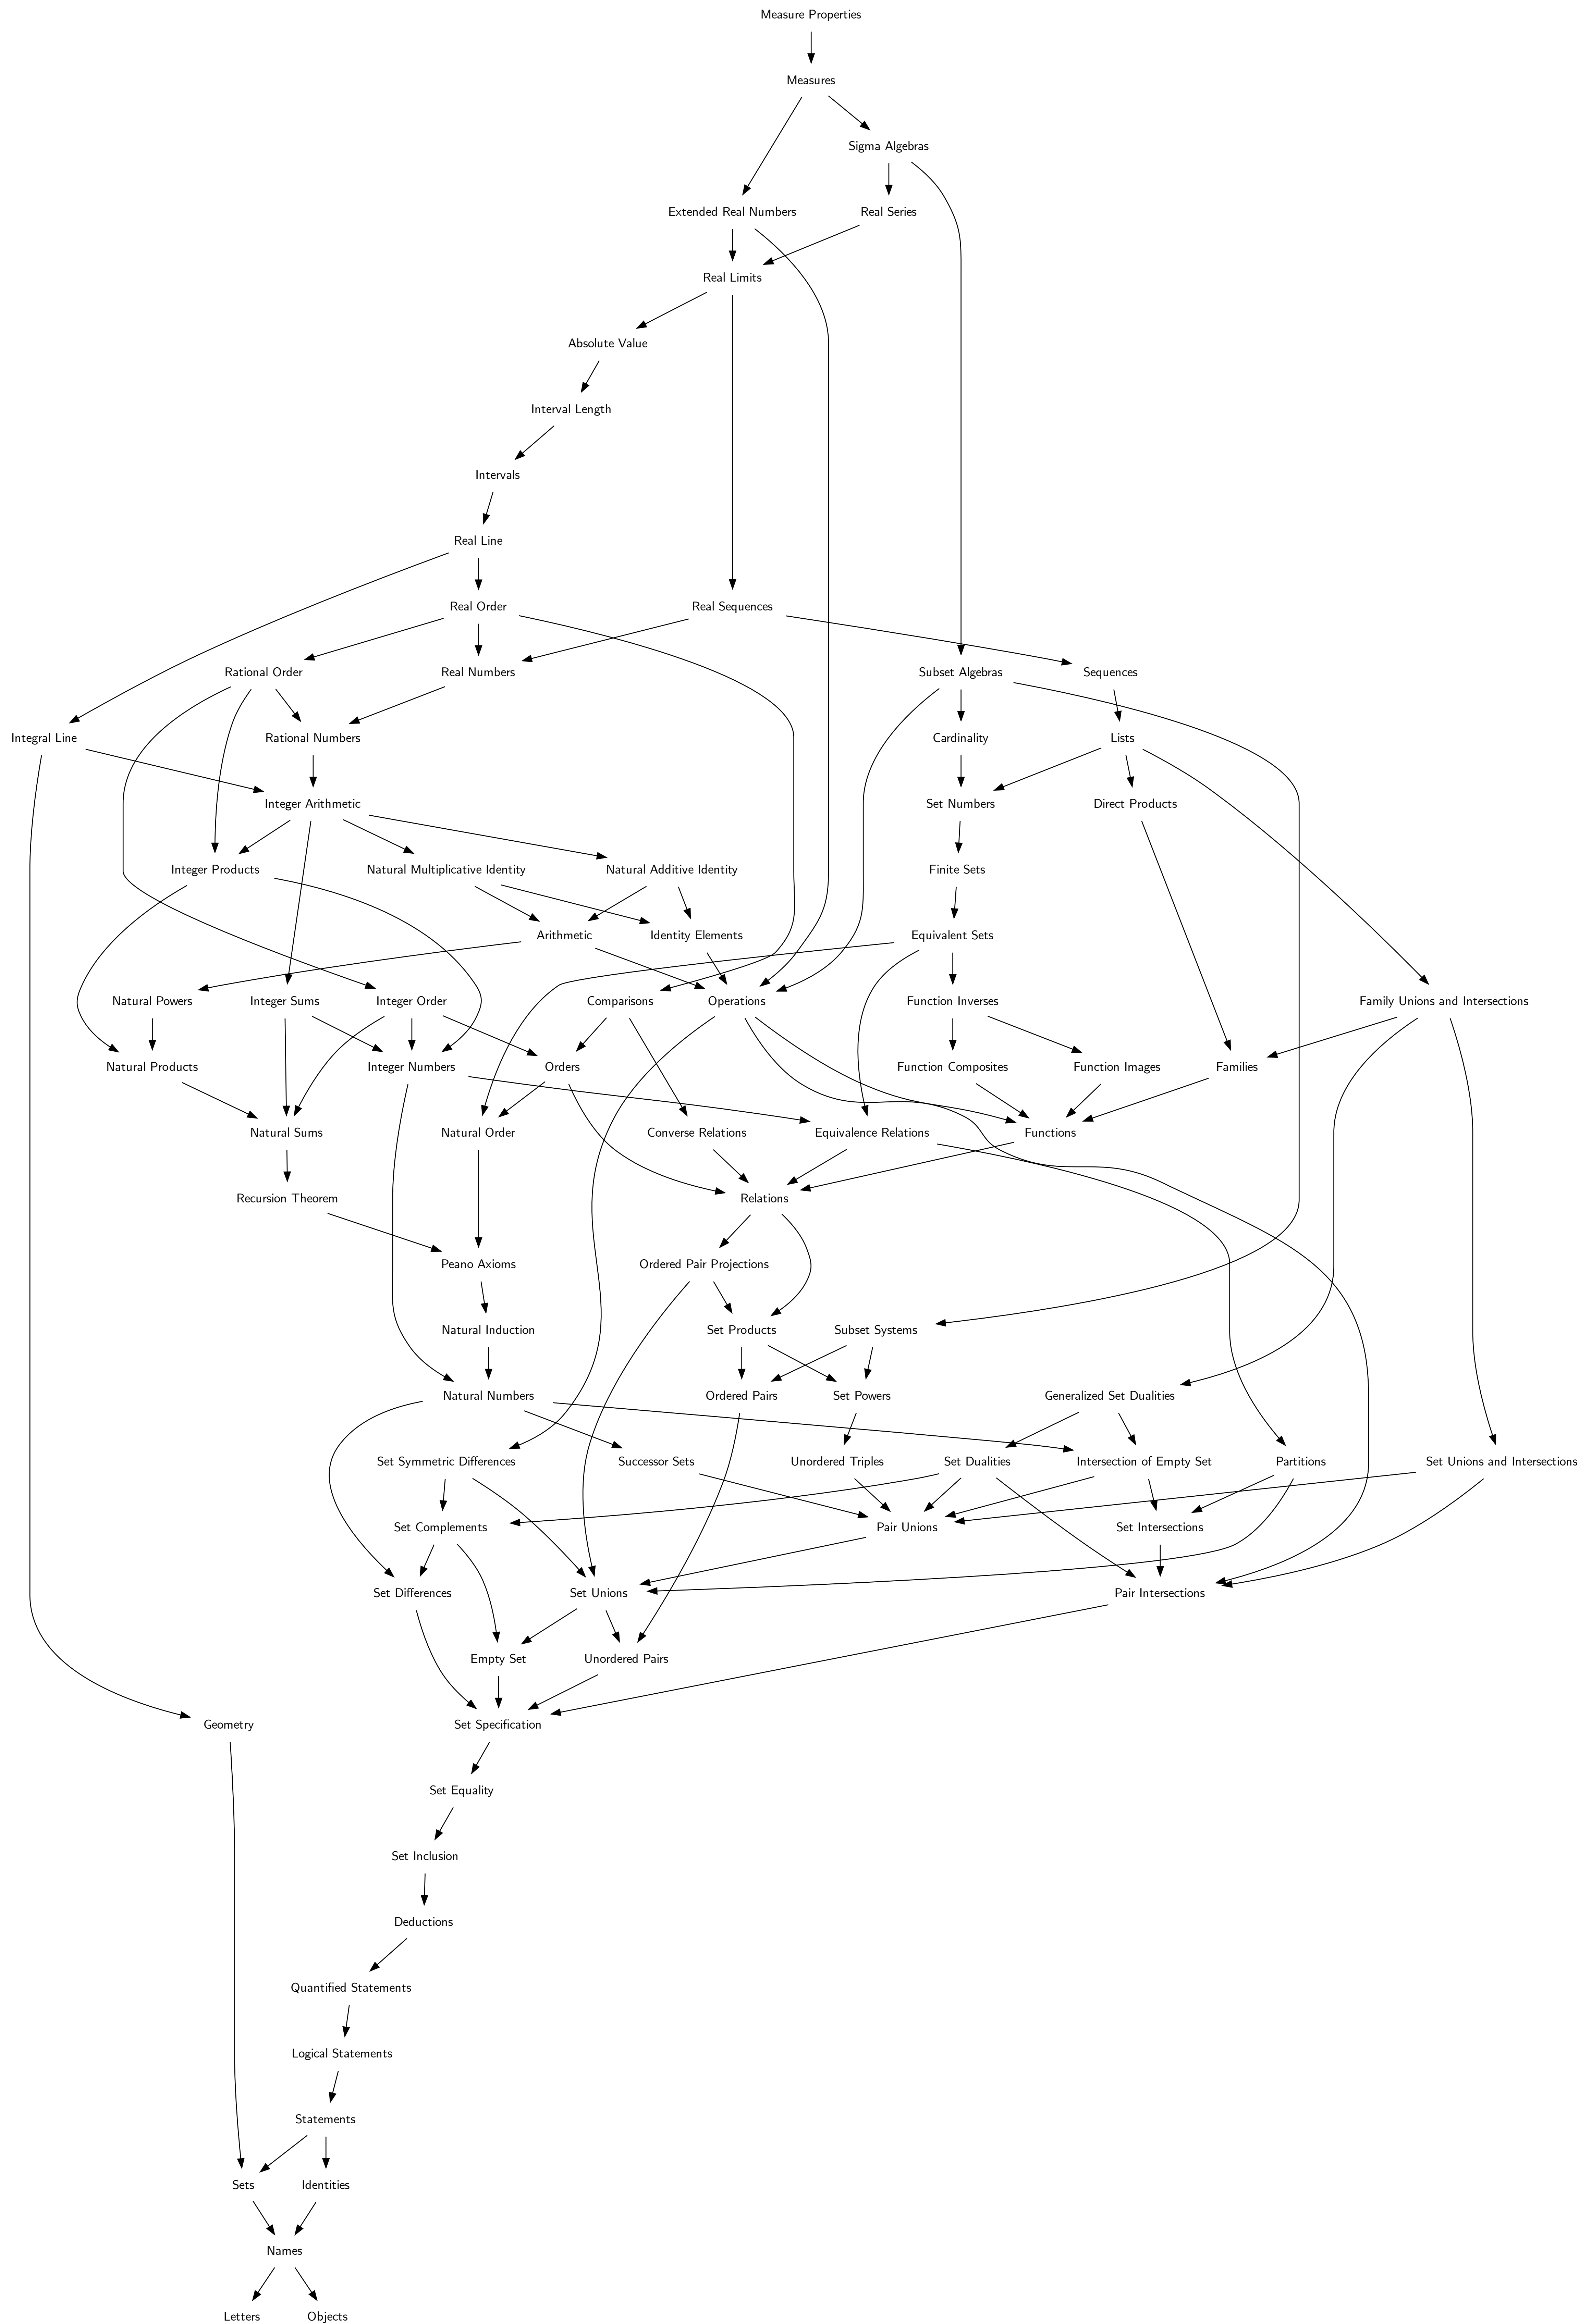 Measure Properties
Measures
Sigma Algebras
Extended Real Numbers
Real Series
Real Limits
Absolute Value
Interval Length
Intervals
Real Line
Real Order
Real Sequences
Rational Order
Real Numbers
Subset Algebras
Sequences
Integral Line
Rational Numbers
Cardinality
Lists
Integer Arithmetic
Set Numbers
Direct Products
Integer Products
Natural Multiplicative Identity
Natural Additive Identity
Finite Sets
Arithmetic
Identity Elements
Equivalent Sets
Natural Powers
Integer Sums
Integer Order
Comparisons
Operations
Function Inverses
Family Unions and Intersections
Natural Products
Integer Numbers
Orders
Function Composites
Function Images
Families
Natural Sums
Natural Order
Converse Relations
Equivalence Relations
Functions
Recursion Theorem
Relations
Peano Axioms
Ordered Pair Projections
Natural Induction
Set Products
Subset Systems
Natural Numbers
Ordered Pairs
Set Powers
Generalized Set Dualities
Set Symmetric Differences
Successor Sets
Unordered Triples
Set Dualities
Intersection of Empty Set
Partitions
Set Unions and Intersections
Set Complements
Pair Unions
Set Intersections
Set Differences
Set Unions
Pair Intersections
Empty Set
Unordered Pairs
Geometry
Set Specification
Set Equality
Set Inclusion
Deductions
Quantified Statements
Logical Statements
Statements
Sets
Identities
Names
Letters
Objects